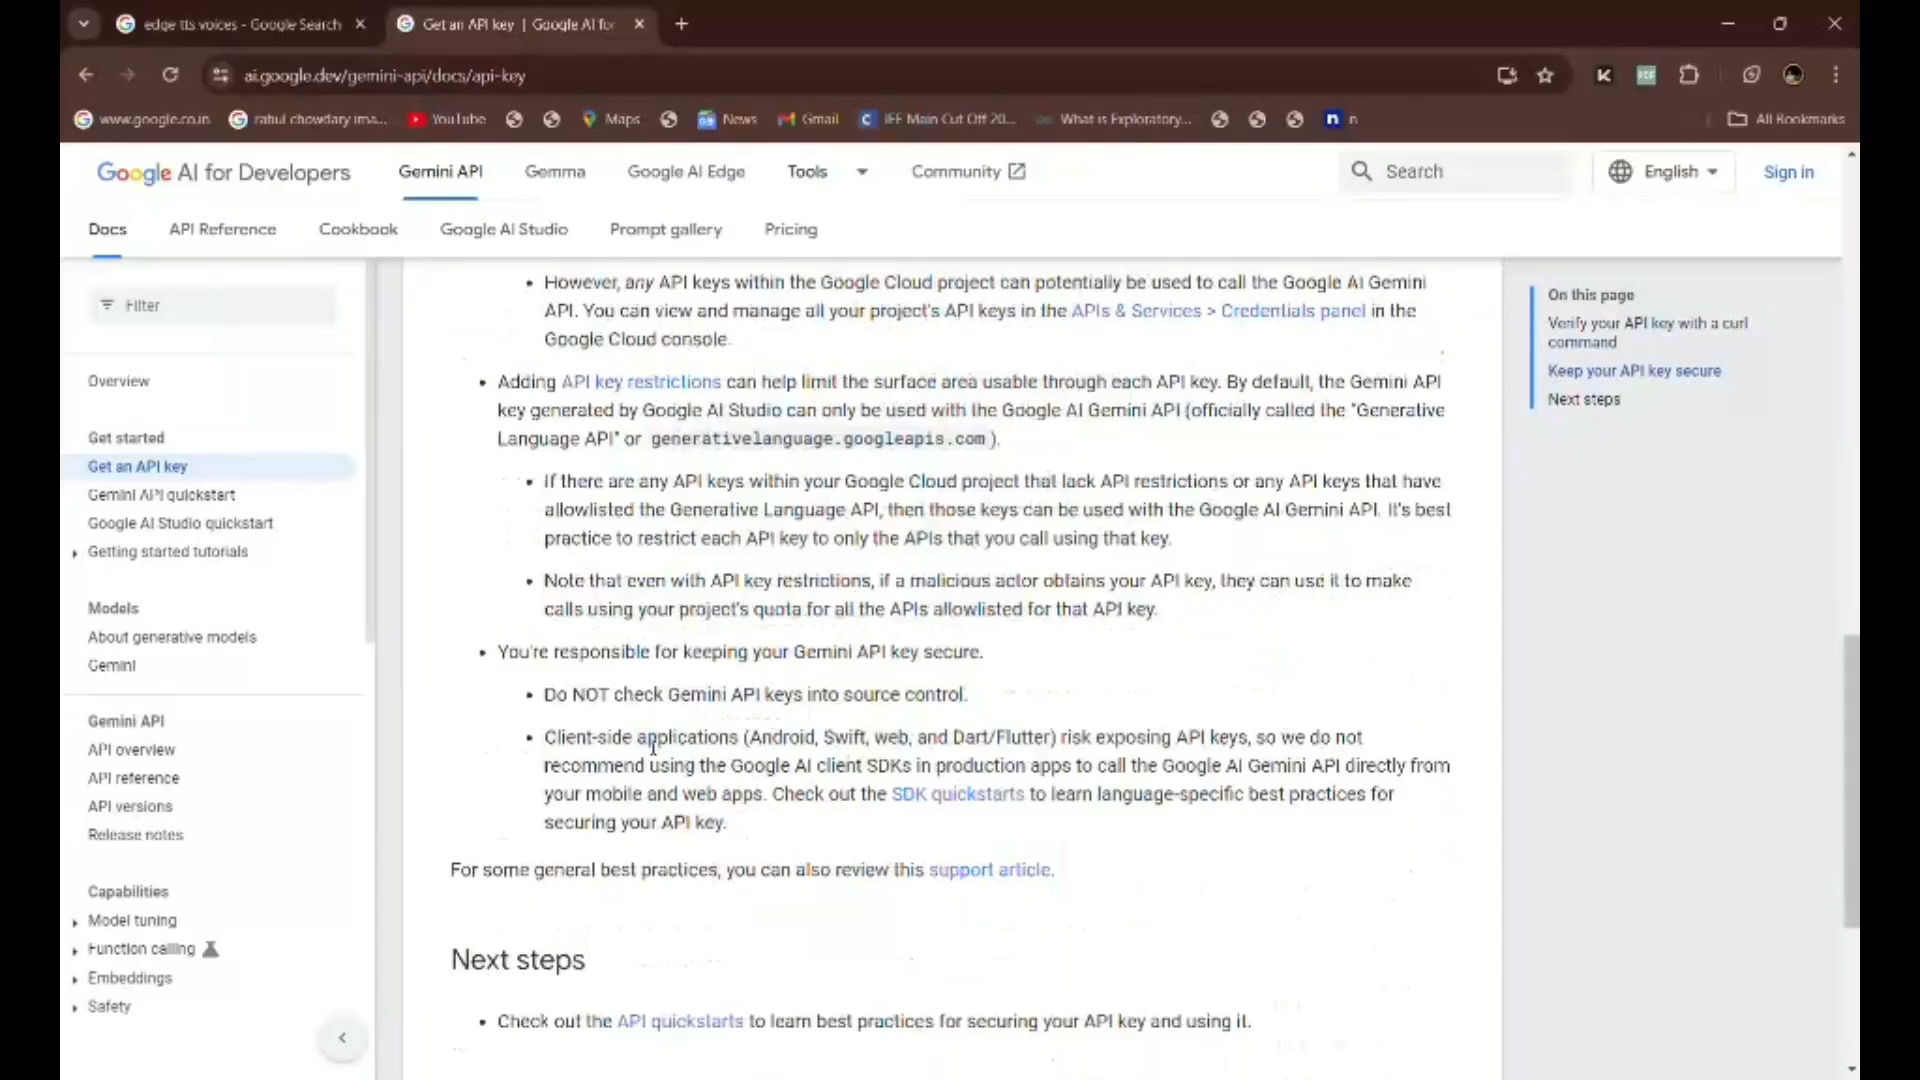 edge tts voices - Google Search
Get an API key | Google AI for
ai.google.dev/gemini-api/docs/api-key
www.google.co.in
rahul chowdary ima...
YouTube
Maps
News
Gmail
JEE Main Cut Off 20...
What is Exploratory...
n n
All Bookmarks
Google AI for Developers
Gemini API
Gemma
Google AI Edge
Tools
Community
Search
English
Sign in
Docs
API Reference
Cookbook
Google AI Studio
Prompt gallery
Pricing
Filter
Overview
Get started
Get an API key
Gemini API quickstart
Google AI Studio quickstart
Getting started tutorials
Models
About generative models
Gemini
Gemini API
API overview
API reference
API versions
Release notes
Capabilities
Model tuning
Function calling
Embeddings
Safety
• However, any API keys within the Google Cloud project can potentially be used to call the Google AI Gemini
API. You can view and manage all your project's API keys in the APIs & Services > Credentials panel in the
Google Cloud console.
• Adding API key restrictions can help limit the surface area usable through each API key. By default, the Gemini API
key generated by Google AI Studio can only be used with the Google AI Gemini API (officially called the "Generative
Language API" or generativelanguage.googleapis.com ).
• If there are any API keys within your Google Cloud project that lack API restrictions or any API keys that have
allowlisted the Generative Language API, then those keys can be used with the Google AI Gemini API. It's best
practice to restrict each API key to only the APIs that you call using that key.
• Note that even with API key restrictions, if a malicious actor obtains your API key, they can use it to make
calls using your project's quota for all the APIs allowlisted for that API key.
• You're responsible for keeping your Gemini API key secure.
• Do NOT check Gemini API keys into source control.
• Client-side applications (Android, Swift, web, and Dart/Flutter) risk exposing API keys, so we do not
recommend using the Google AI client SDKs in production apps to call the Google AI Gemini API directly from
your mobile and web apps. Check out the SDK quickstarts to learn language-specific best practices for
securing your API key.
For some general best practices, you can also review this support article.
Next steps
• Check out the API quickstarts to learn best practices for securing your API key and using it.
On this page
Verify your API key with a curl
command
Keep your API key secure
Next steps